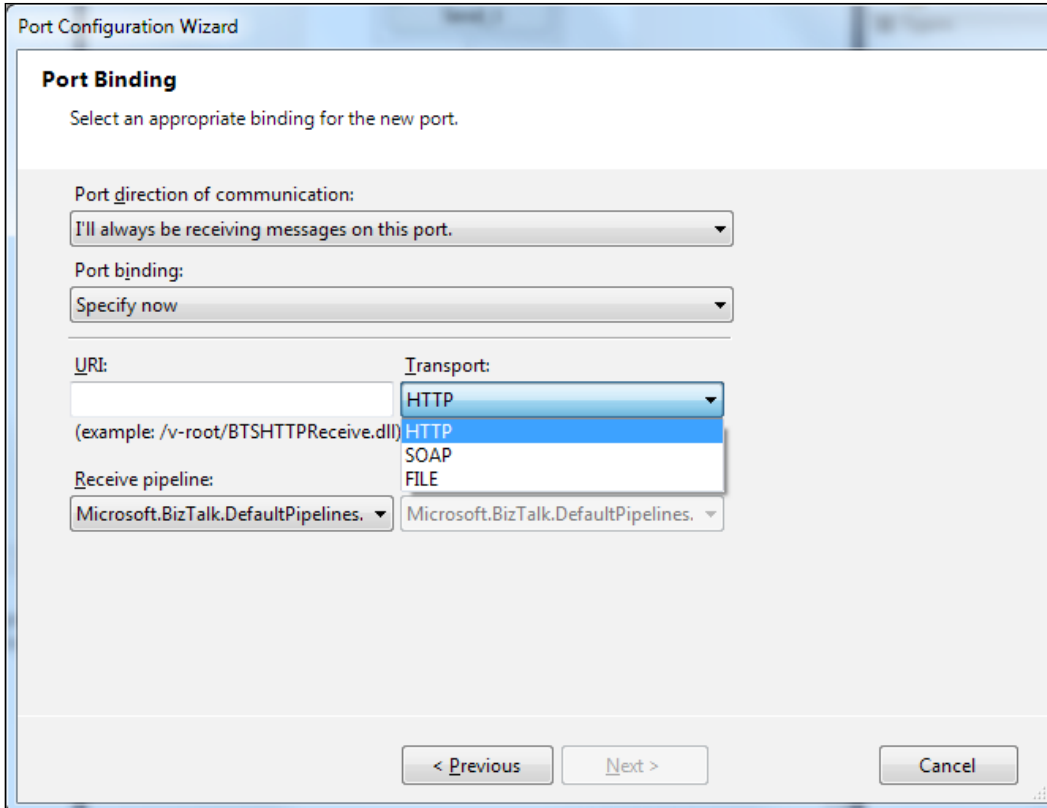 Port Configuration Wizard
Port Binding
Select an appropriate binding for the new port.
Port direction of communication:
I'll always be receiving messages on this port.
Port binding:
Specify now
URI: Transport:
HTTP
(example: /v-root/BTSHTTPReceive.dll) HTTP
SOAP
Receive pipeline: FILE
Microsoft.BizTalk.DefaultPipelines. Microsoft.BizTalk.DefaultPipelines.
< Previous Next > Cancel